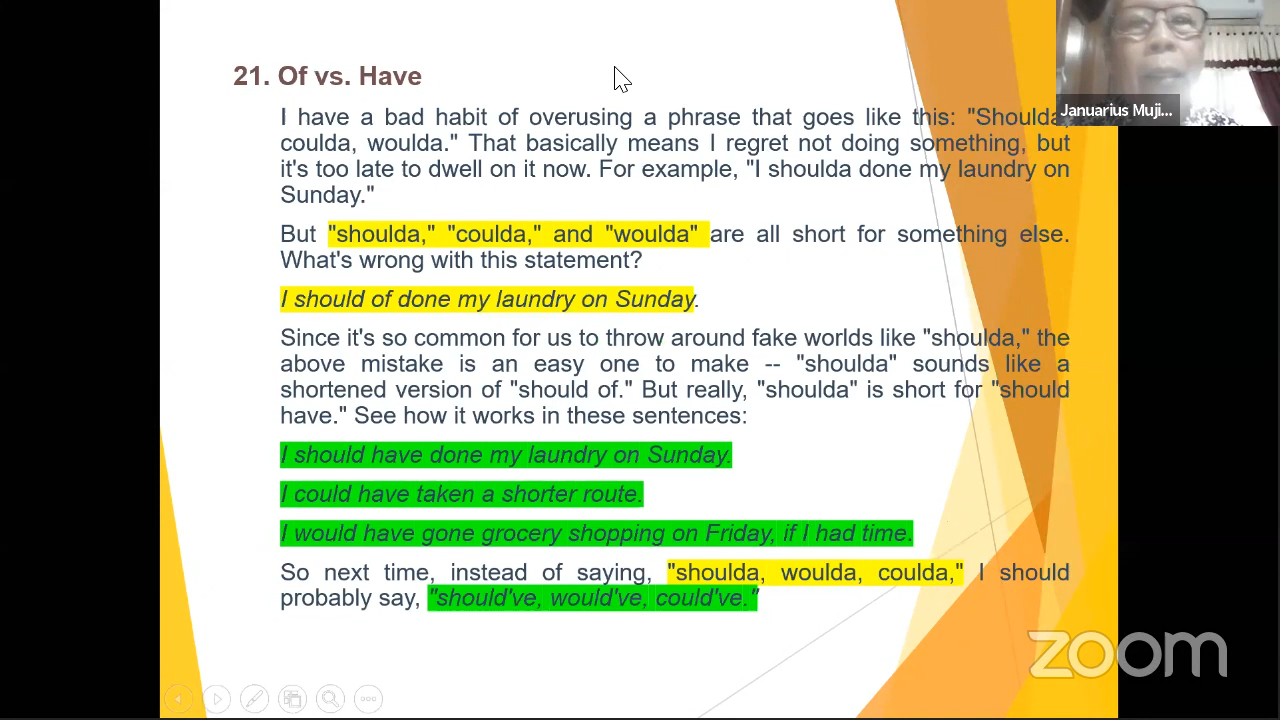 21. Of vs. Have
I have a bad habit of overusing a phrase that goes like this: "Shoulda,
coulda, woulda." That basically means I regret not doing something, but
it's too late to dwell on it now. For example, "I shoulda done my laundry on
Sunday."
But "shoulda," "coulda," and "woulda" are all short for something else.
What's wrong with this statement?
I should of done my laundry on Sunday.
Since it's so common for us to throw around fake worlds like "shoulda," the
above mistake is an easy one to make -- "shoulda" sounds like a
shortened version of "should of." But really, "shoulda" is short for "should
have." See how it works in these sentences:
I should have done my laundry on Sunday.
I could have taken a shorter route.
I would have gone grocery shopping on Friday, if I had time.
So next time, instead of saying, "shoulda, woulda, coulda," I should
probably say, "should've, would've, could've."
Januarius Muji...
zoom